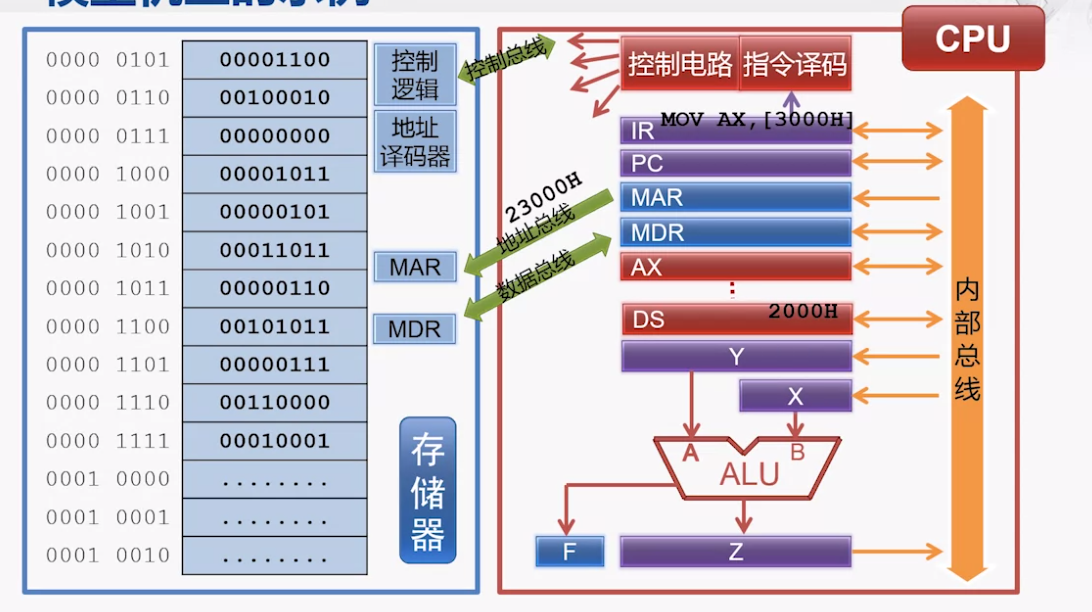 CPU
0000 0101 00001100
0000 0110 00100010
0000 0111 00000000
0000 1000 00001011
0000 1001 00000101
0000 1010 00011011
0000 1011 00000110
0000 1100 00101011
0000 1101 00000111
0000 1110 00110000
0000 1111 00010001
0001 0000 ........
0001 0001 ........
0001 0010 ........
控制
逻辑
地址
译码器
MAR
MDR
存
储
器
控制总线
23000H
地址总线
数据总线
控制电路 指令译码
IR MOV AX,[3000H]
PC
MAR
MDR
AX
⋮
DS 2000H
Y
X
A B
ALU
F Z
内
部
总
线